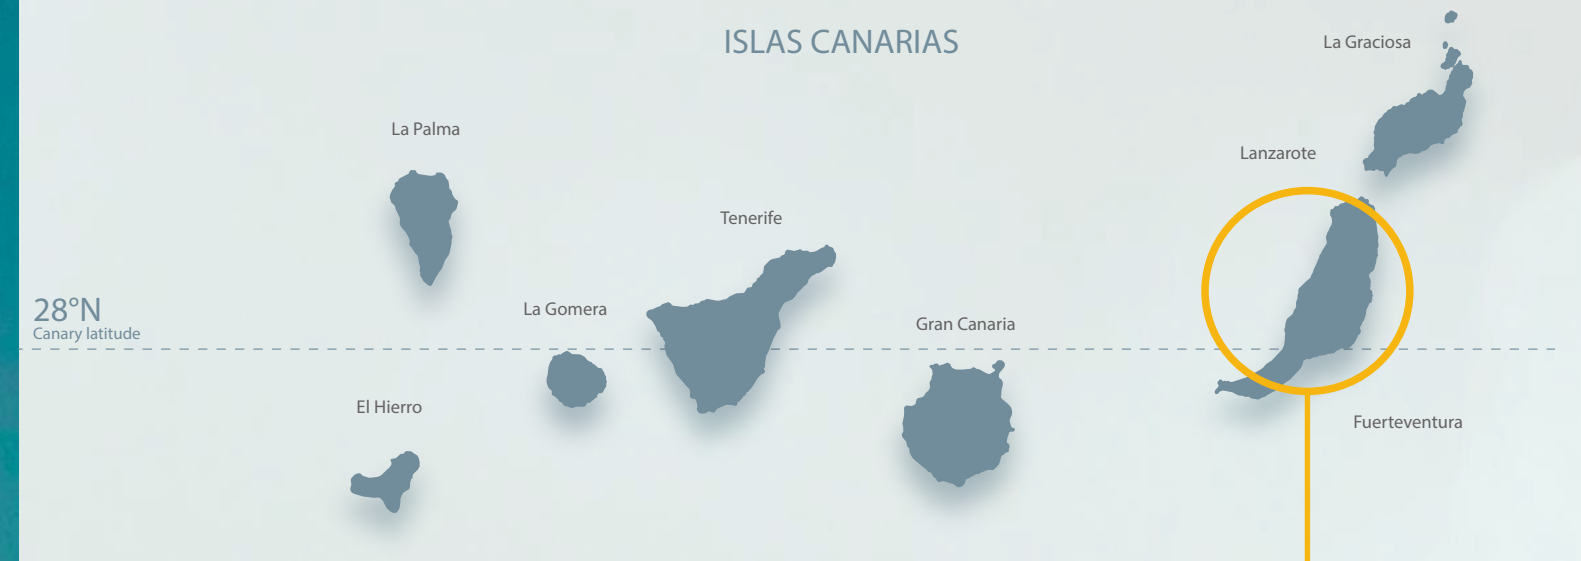 ISLAS CANARIAS
La Graciosa
La Palma
Lanzarote
Tenerife
28°N
Canary latitude
La Gomera
Gran Canaria
El Hierro
Fuerteventura